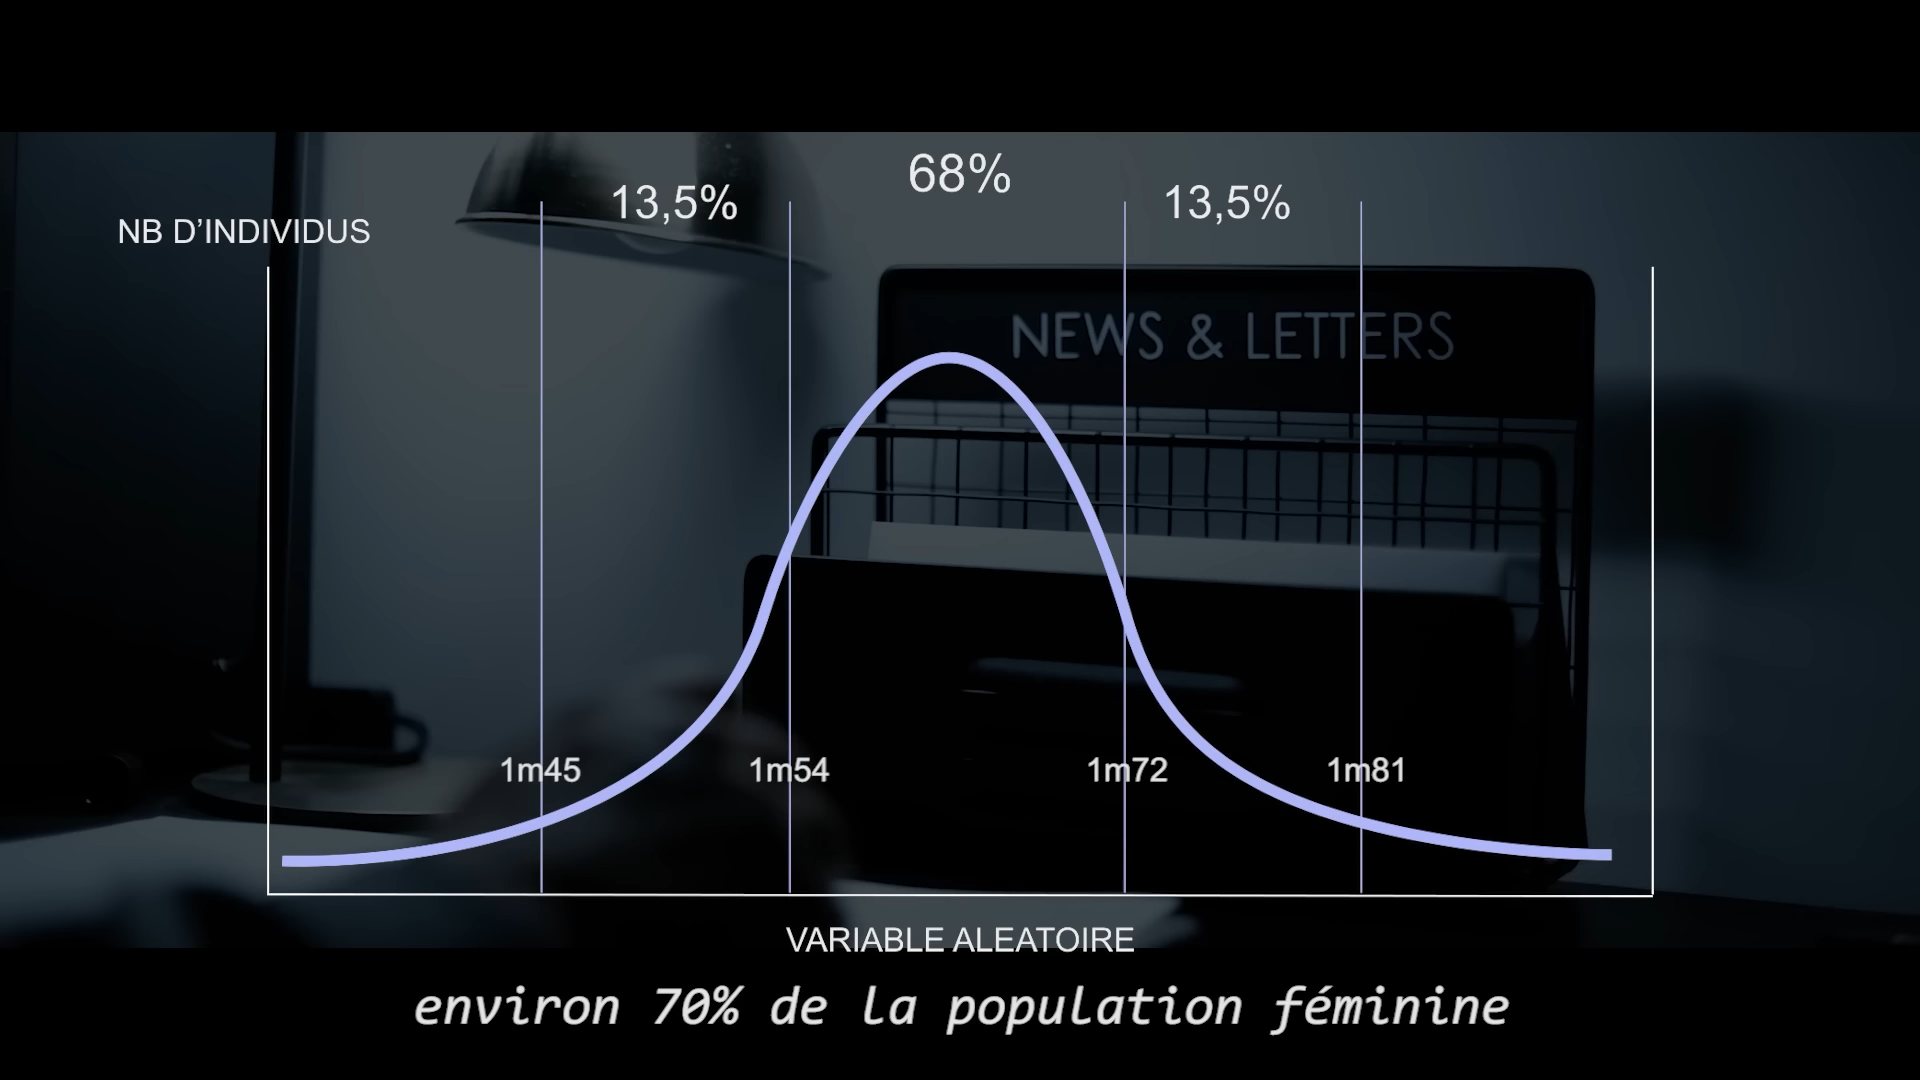 68%
13,5%
13,5%
NB D’INDIVIDUS
NEWS & LETTERS
1m45
1m54
1m72
1m81
VARIABLE ALEATOIRE
environ 70% de la population féminine